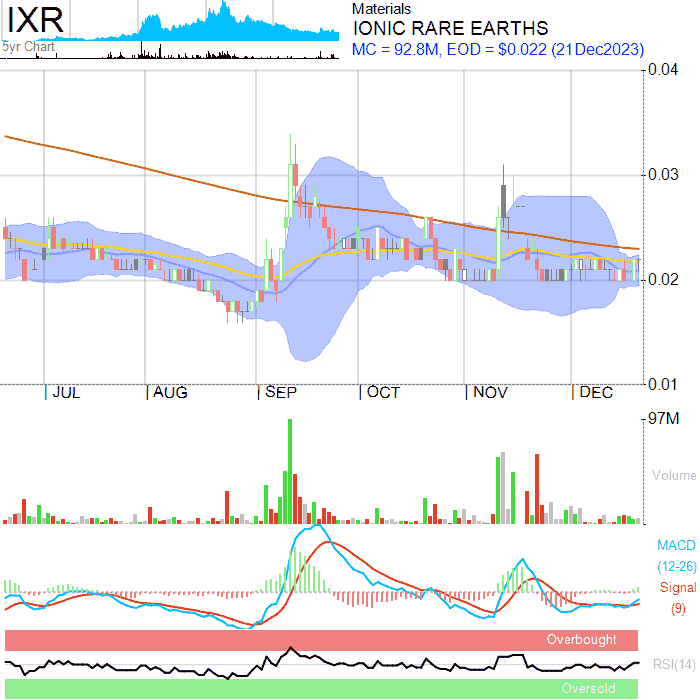 IXR
5yr Chart
Materials
IONIC RARE EARTHS
MC = 92.8M, EOD = $0.022 (21Dec2023)
0.04
0.03
0.02
0.01
JUL AUG SEP OCT NOV DEC
97M
Volume
MACD
(12-26)
Signal
(9)
Overbought
RSI(14)
Oversold